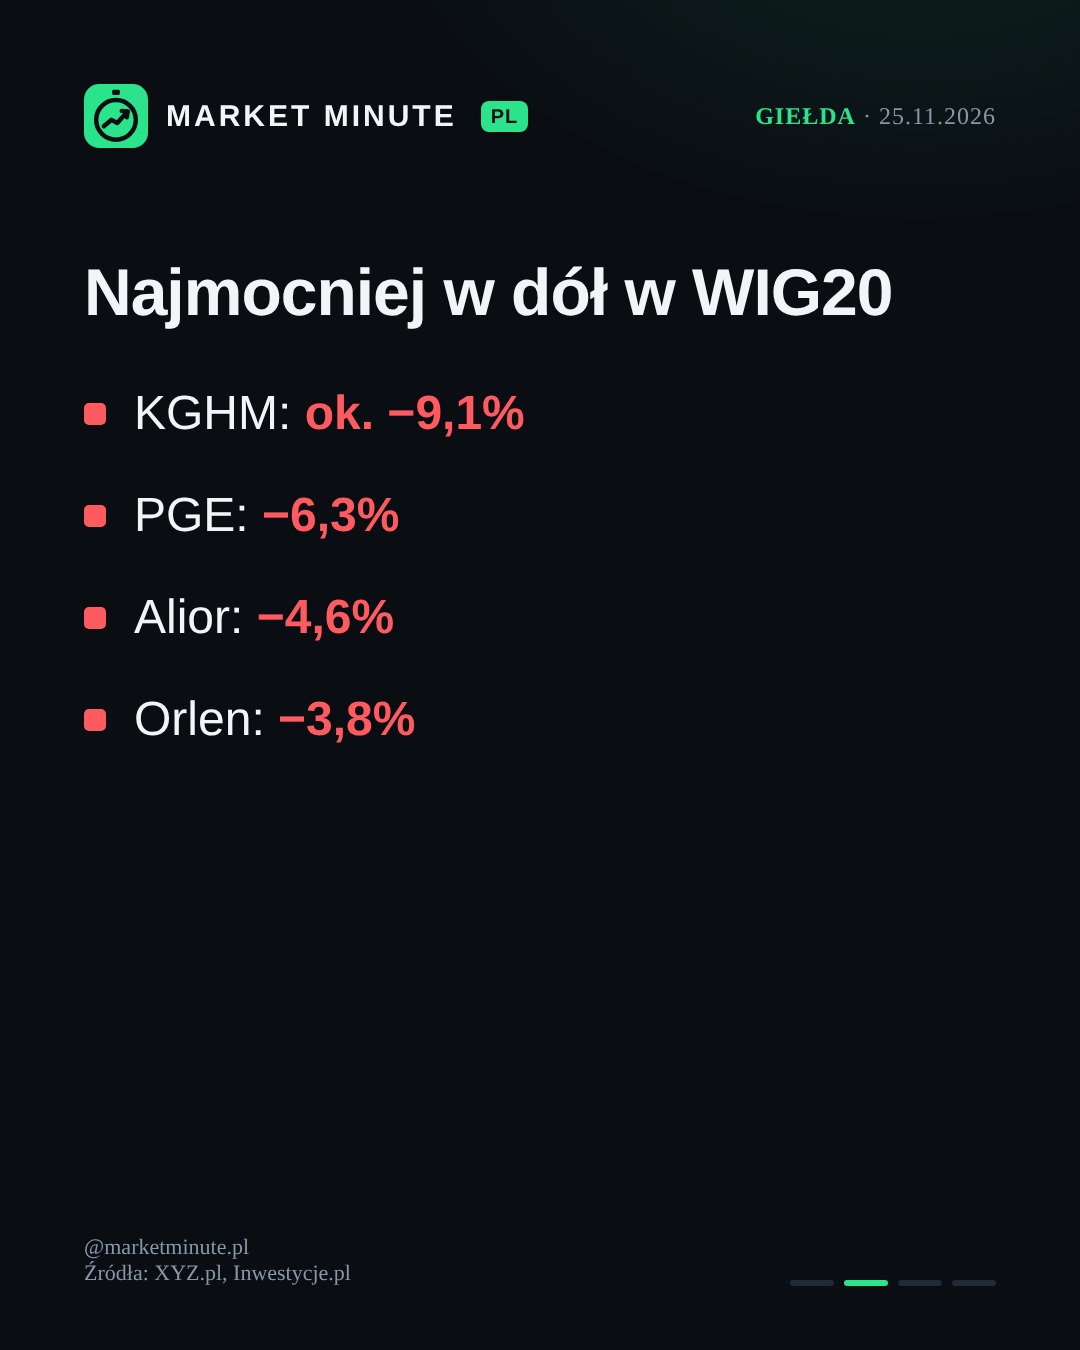 MARKET MINUTE PL
GIEŁDA · 25.11.2026
Najmocniej w dół w WIG20
KGHM: ok. −9,1%
PGE: −6,3%
Alior: −4,6%
Orlen: −3,8%
@marketminute.pl
Źródła: XYZ.pl, Inwestycje.pl